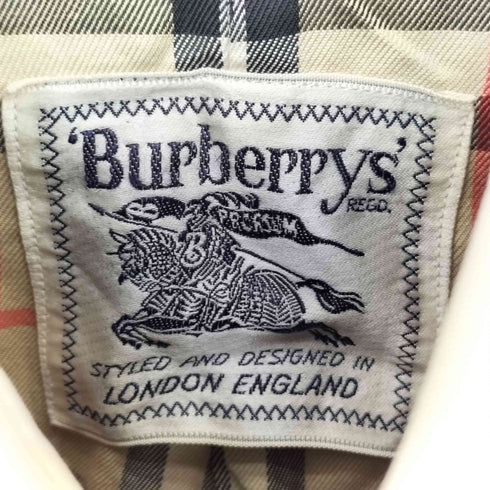 'Burberrys'
REGD.
PRORSUM
B
STYLED AND DESIGNED IN
LONDON ENGLAND